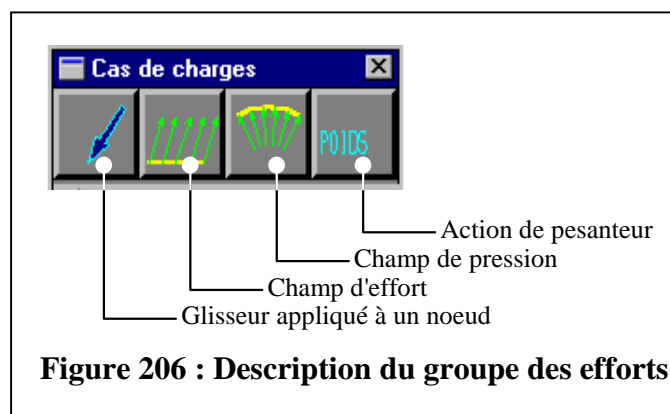 Cas de charges
POIDS
Action de pesanteur
Champ de pression
Champ d'effort
Glisseur appliqué à un noeud
Figure 206 : Description du groupe des efforts